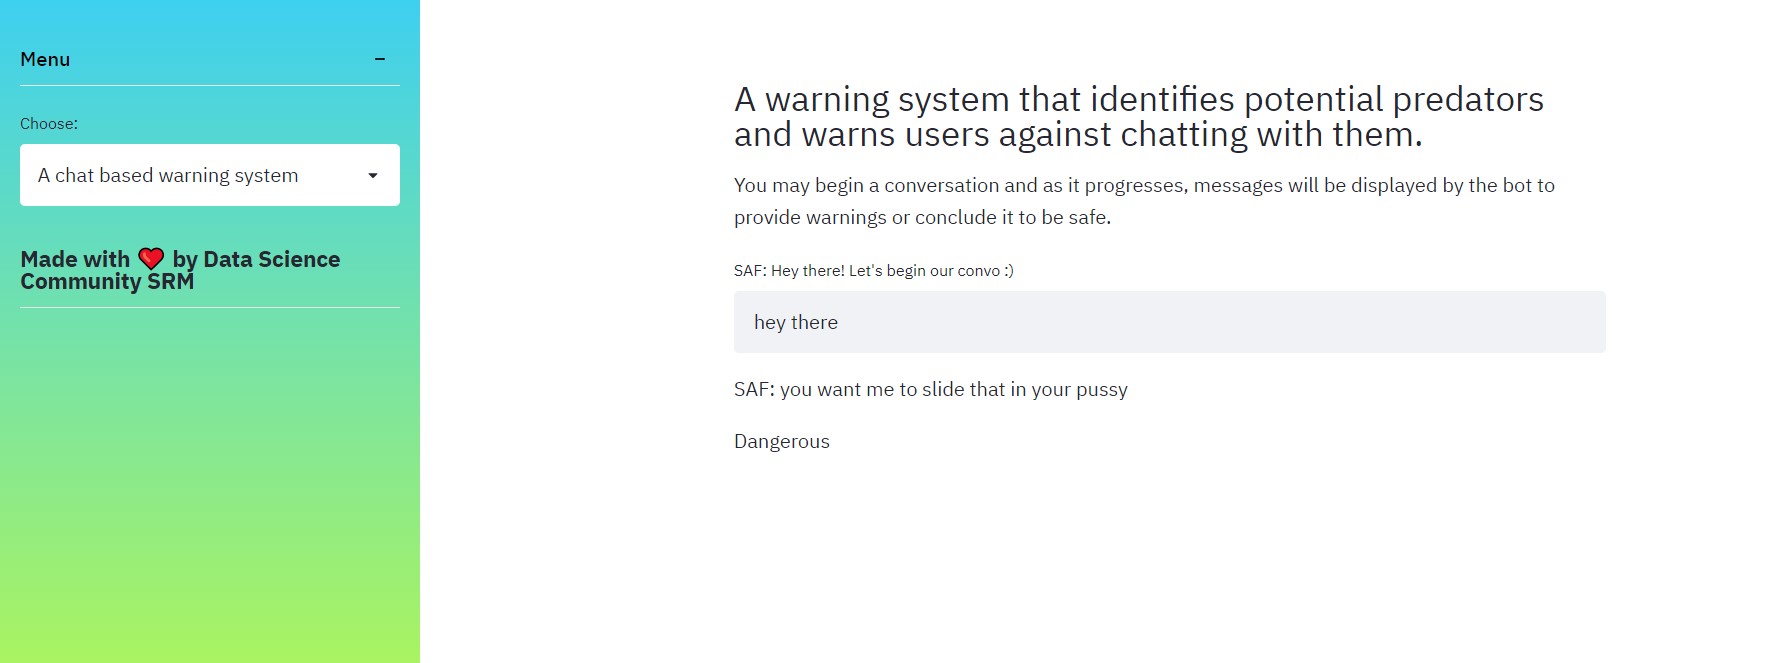 Menu
Choose:
A chat based warning system
Made with ❤️ by Data Science
Community SRM
A warning system that identifies potential predators
and warns users against chatting with them.
You may begin a conversation and as it progresses, messages will be displayed by the bot to
provide warnings or conclude it to be safe.
SAF: Hey there! Let's begin our convo :)
hey there
SAF: you want me to slide that in your pussy
Dangerous